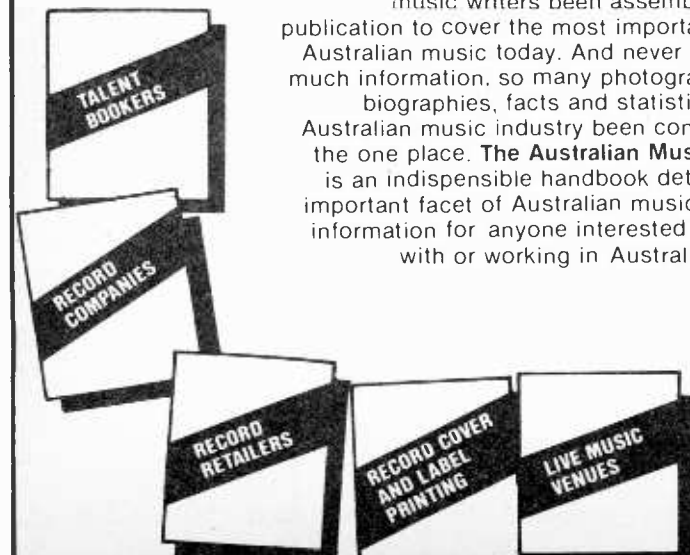 music writers been assemb
publication to cover the most importa
Australian music today. And never
much information, so many photogra
biographies, facts and statisti
Australian music industry been con
the one place. The Australian Mus
is an indispensible handbook det
important facet of Australian music
information for anyone interested
with or working in Austral
TALENT
BOOKERS
RECORD
COMPANIES
RECORD
RETAILERS
RECORD COVER
AND LABEL
PRINTING
LIVE MUSIC
VENUES